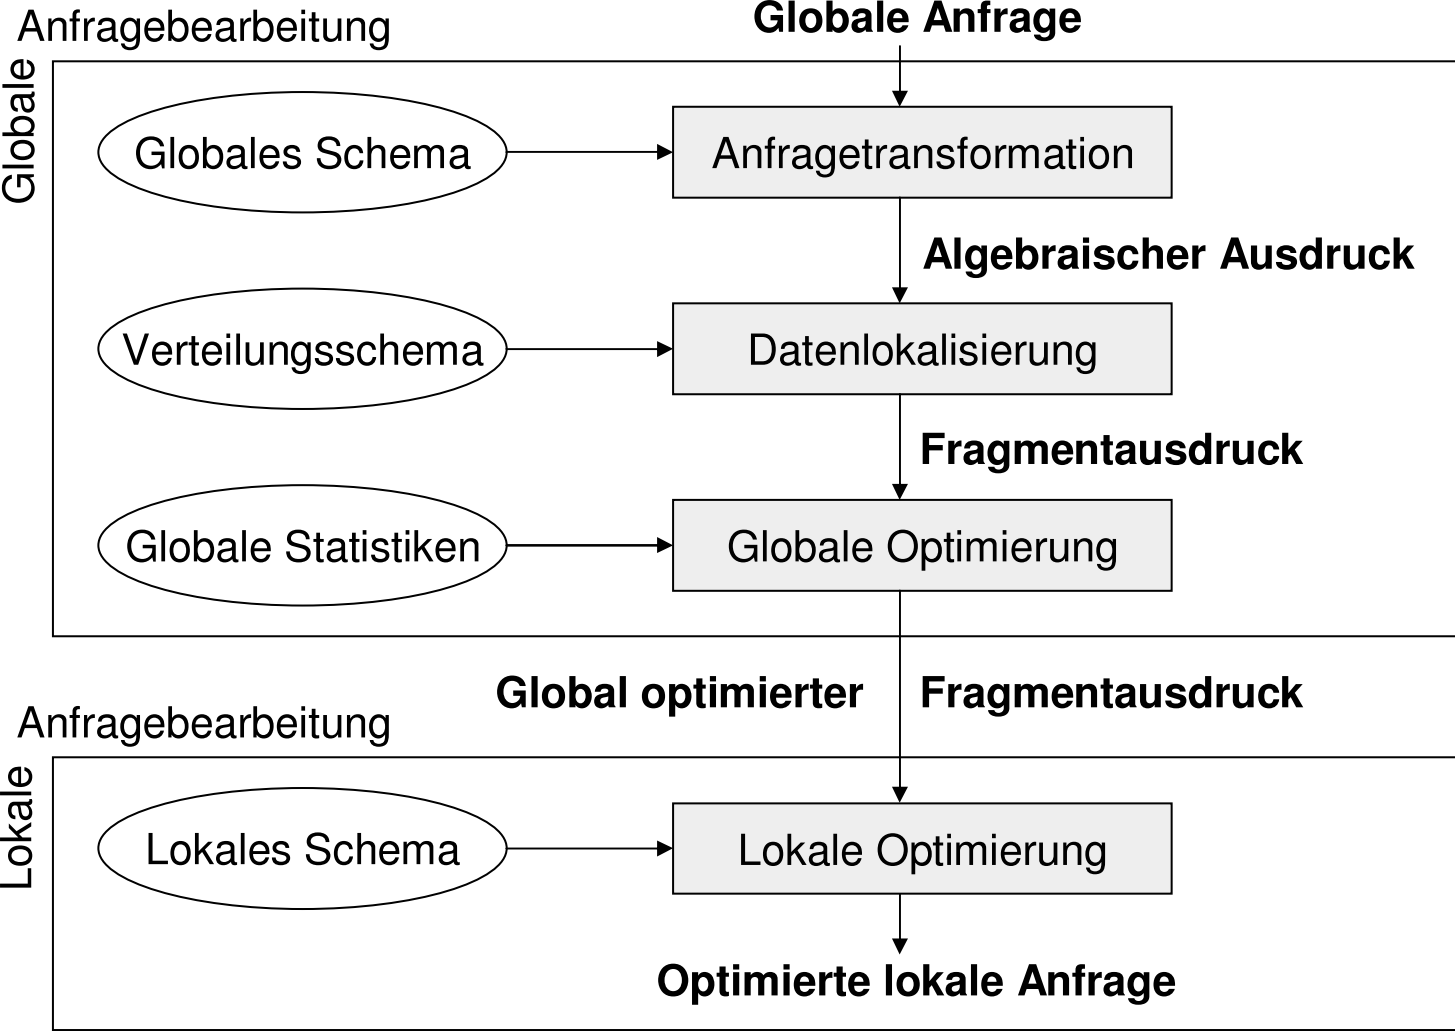 Globale Anfrage
Anfragebearbeitung
Globale
Globales Schema
Anfragetransformation
Algebraischer Ausdruck
Verteilungsschema
Datenlokalisierung
Fragmentausdruck
Globale Statistiken
Globale Optimierung
Global optimierter Fragmentausdruck
Anfragebearbeitung
Lokale
Lokales Schema
Lokale Optimierung
Optimierte lokale Anfrage